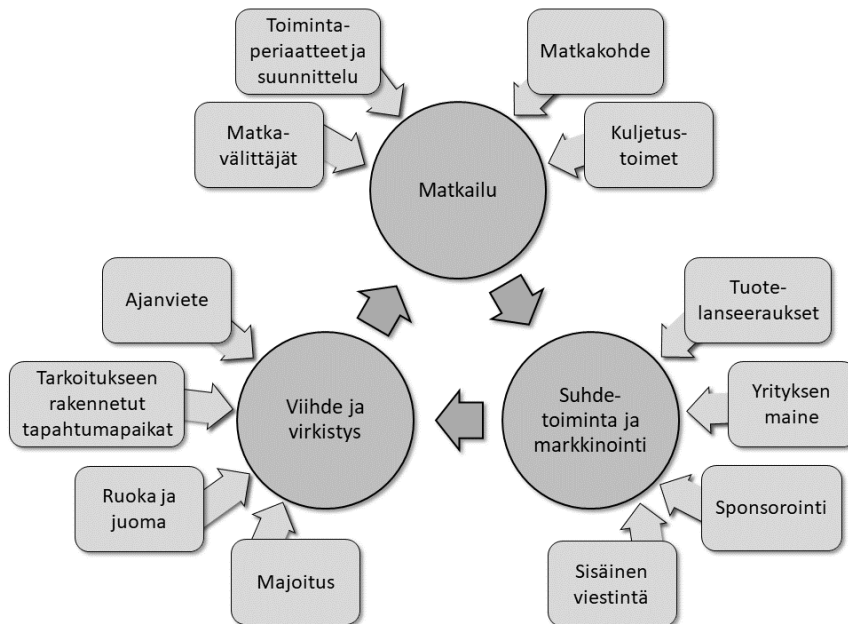 Toiminta-
periaatteet ja
suunnittelu
Matkakohde
Matka-
välittäjät
Kuljetus-
toimet
Matkailu
Ajanviete
Tuote-
lanseeraukset
Tarkoitukseen
rakennetut
tapahtumapaikat
Viihde ja
virkistys
Suhde-
toiminta ja
markkinointi
Yrityksen
maine
Ruoka ja
juoma
Sponsorointi
Majoitus
Sisäinen
viestintä